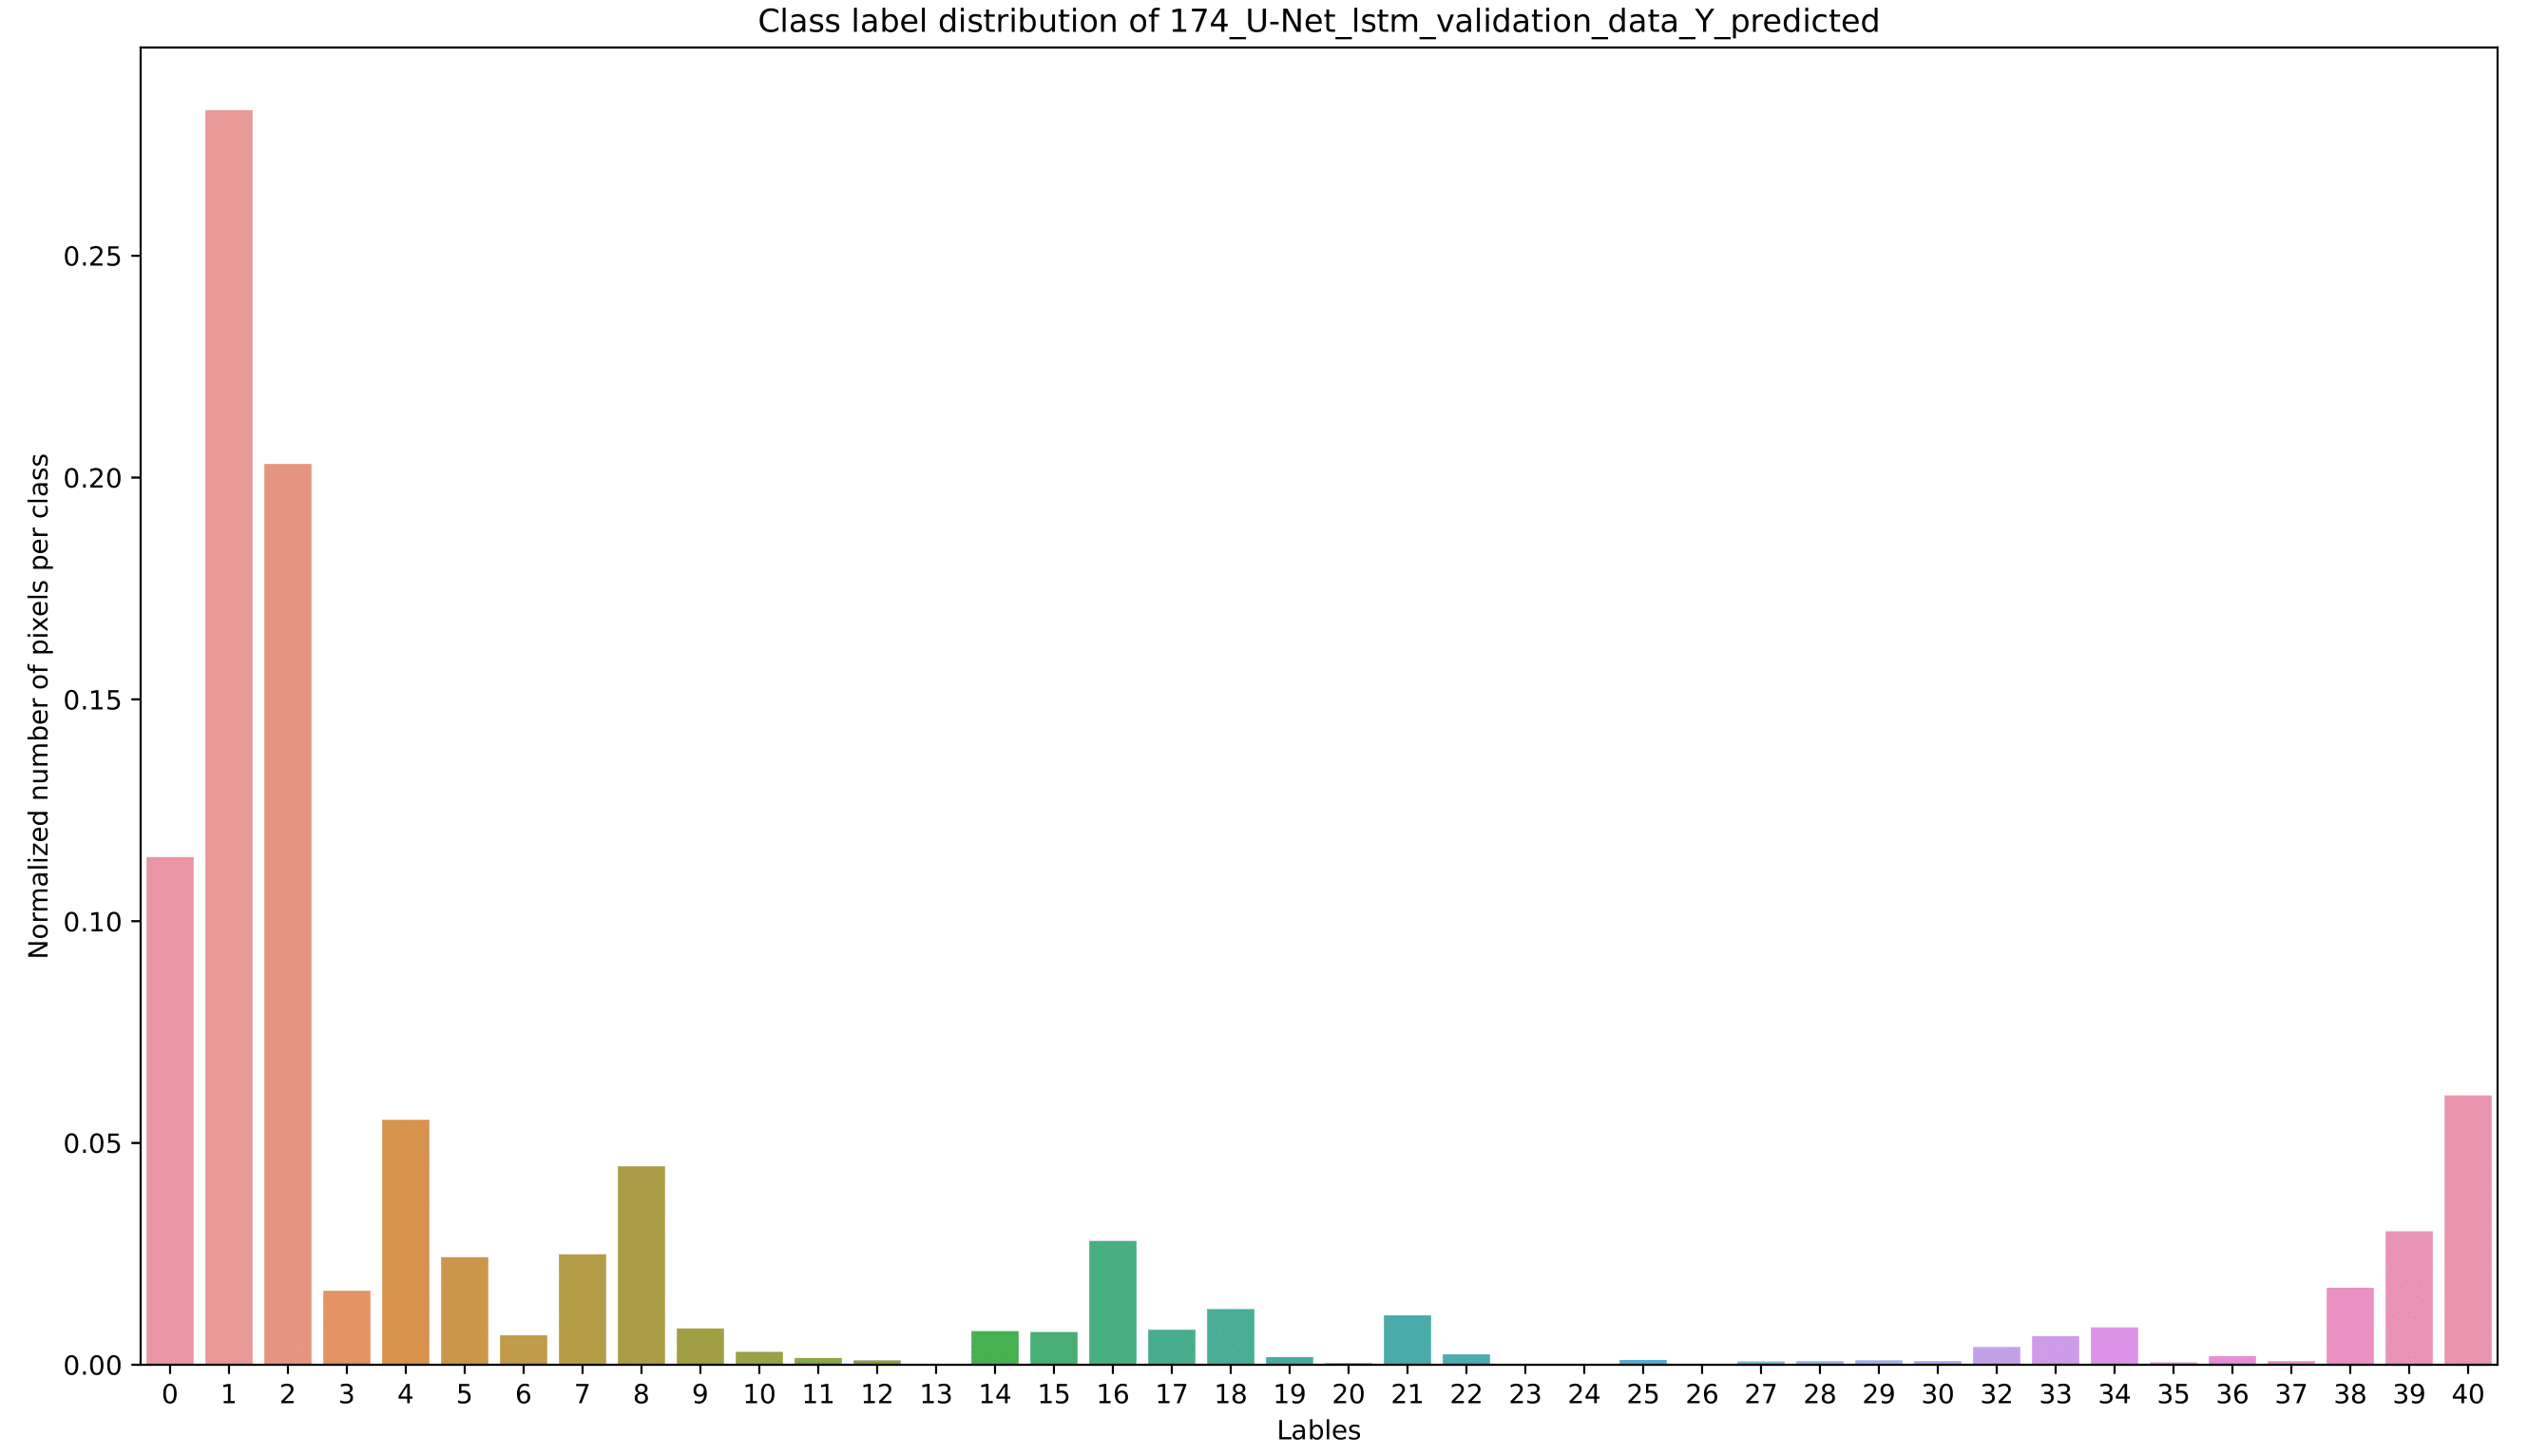 Class label distribution of 174_U-Net_lstm_validation_data_Y_predicted
Normalized number of pixels per class
0.25
0.20
0.15
0.10
0.05
0.00
0 1 2 3 4 5 6 7 8 9 10 11 12 13 14 15 16 17 18 19 20 21 22 23 24 25 26 27 28 29 30 32 33 34 35 36 37 38 39 40
Lables